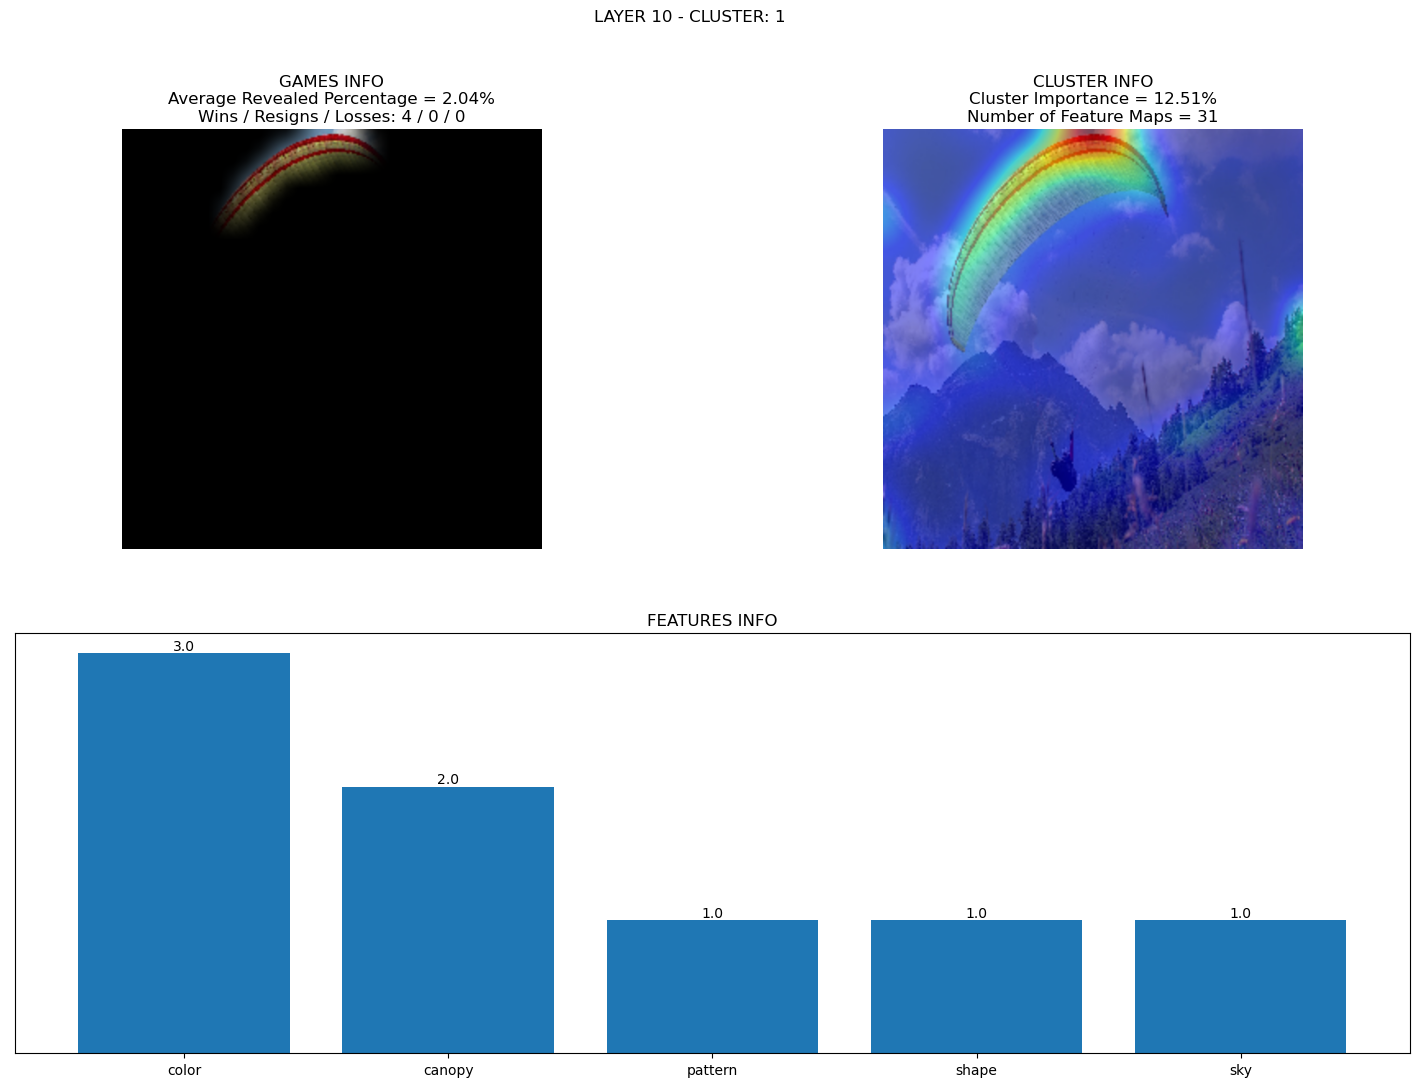 LAYER 10 - CLUSTER: 1
GAMES INFO
Average Revealed Percentage = 2.04%
Wins / Resigns / Losses: 4 / 0 / 0
CLUSTER INFO
Cluster Importance = 12.51%
Number of Feature Maps = 31
FEATURES INFO
3.0
2.0
1.0
1.0
1.0
color
canopy
pattern
shape
sky